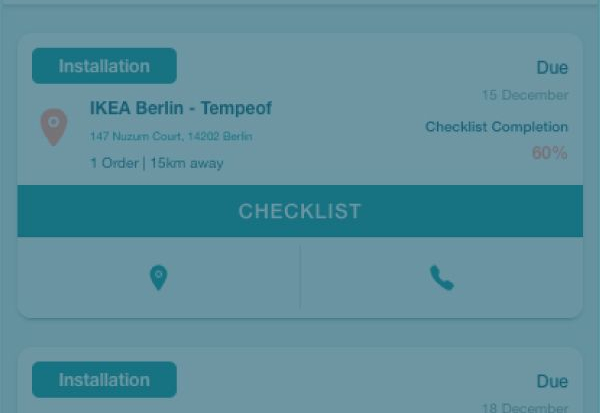 Installation
Due
15 December
IKEA Berlin - Tempeof
147 Nuzum Court, 14202 Berlin
1 Order | 15km away
Checklist Completion
60%
CHECKLIST
Installation
Due
18 December